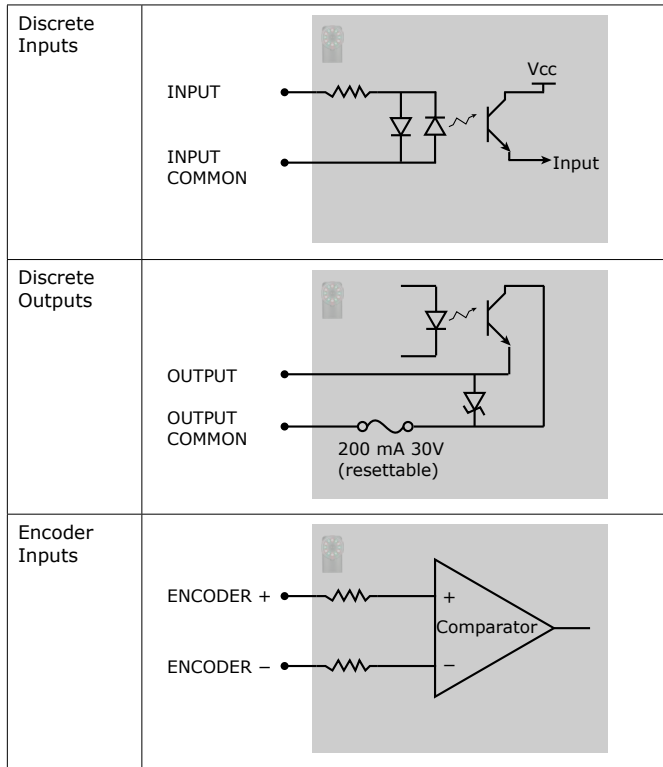 Discrete
Inputs
INPUT
Vcc
INPUT
COMMON
Input
Discrete
Outputs
OUTPUT
OUTPUT
COMMON
200 mA 30V
(resettable)
Encoder
Inputs
ENCODER +
+
Comparator
ENCODER −
−